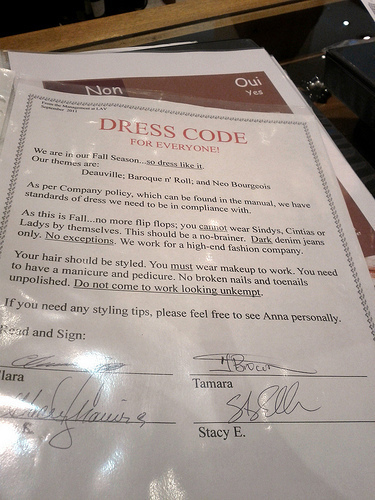 Non
Oui
Yes
From the Management at LAV
September 2011
DRESS CODE
FOR EVERYONE!
We are in our Fall Season...so dress like it.
Our themes are:
Deauville; Baroque n' Roll; and Neo Bourgeois
As per Company policy, which can be found in the manual, we have
standards of dress we need to be in compliance with.
As this is Fall...no more flip flops; you cannot wear Sindys, Cintias or
Ladys by themselves. This should be a no-brainer. Dark denim jeans
only. No exceptions. We work for a high-end fashion company.
Your hair should be styled. You must wear makeup to work. You need
to have a manicure and pedicure. No broken nails and toenails
unpolished. Do not come to work looking unkempt.
If you need any styling tips, please feel free to see Anna personally.
Read and Sign:
Tamara
Stacy E.